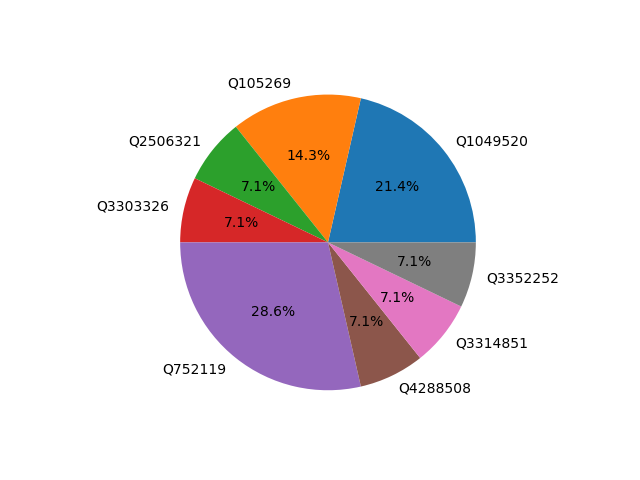 Q105269
Q1049520
Q2506321
14.3%
21.4%
7.1%
Q3303326
7.1%
7.1%
Q3352252
7.1%
28.6%
7.1%
Q3314851
Q752119
Q4288508